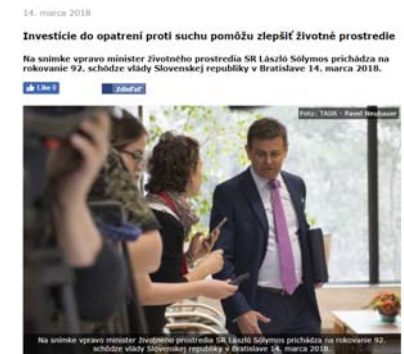 14. marca 2018
Investície do opatrení proti suchu pomôžu zlepšiť životné prostredie
Na snímke vpravo minister životného prostredia SR László Sólymos prichádza na
rokovanie 92. schôdze vlády Slovenskej republiky v Bratislave 14. marca 2018.
Like 0
Zdieľať
Foto: TASR - Pavel Neubauer
Na snímke vpravo minister životného prostredia SR László Sólymos prichádza na rokovanie 92.
schôdze vlády Slovenskej republiky v Bratislave 14. marca 2018.